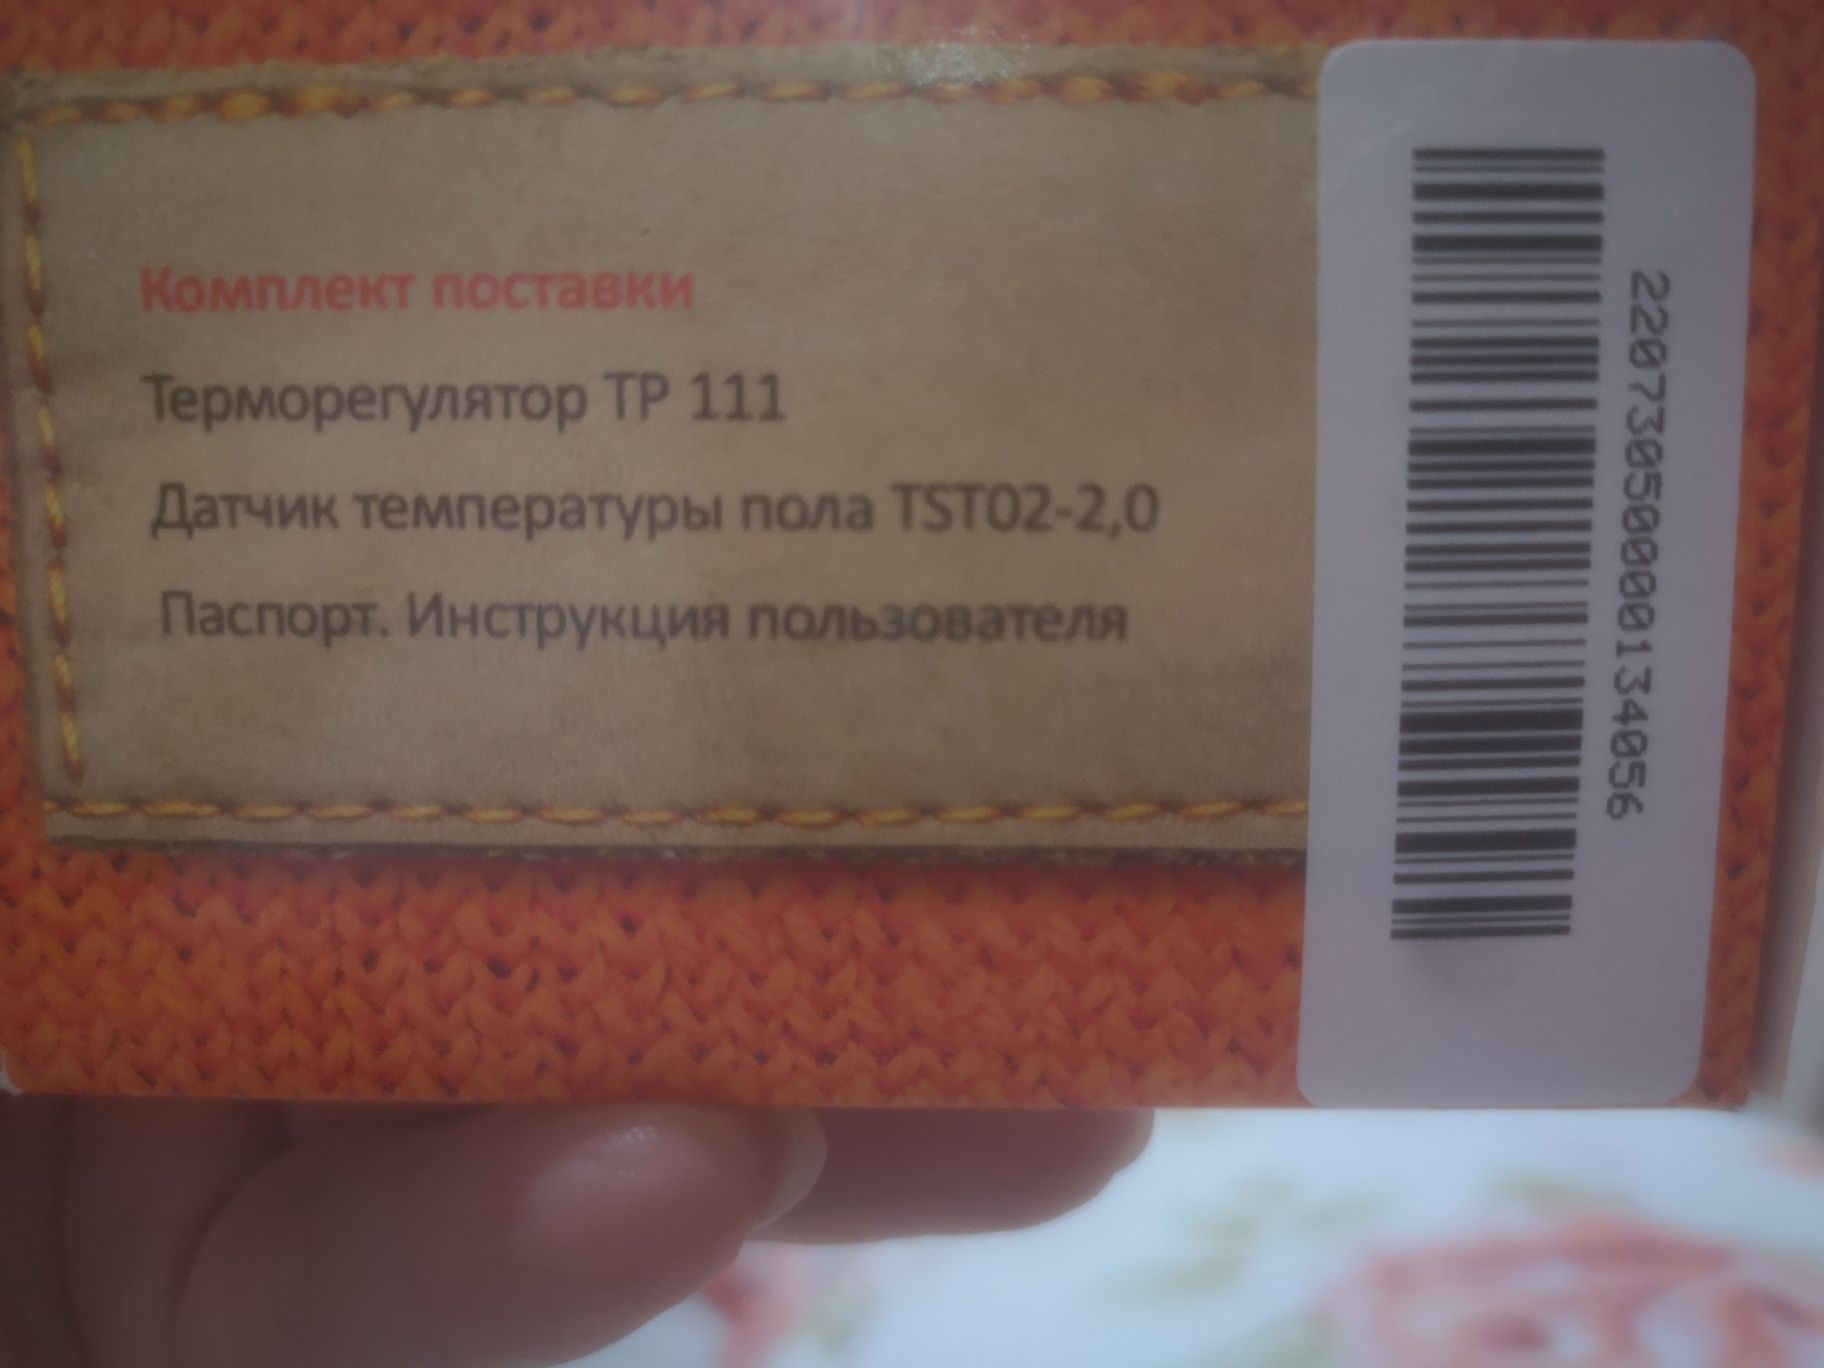 Комплект поставки
Терморегулятор ТР 111
Датчик температуры пола TST02-2,0
Паспорт. Инструкция пользователя
2207305000134056